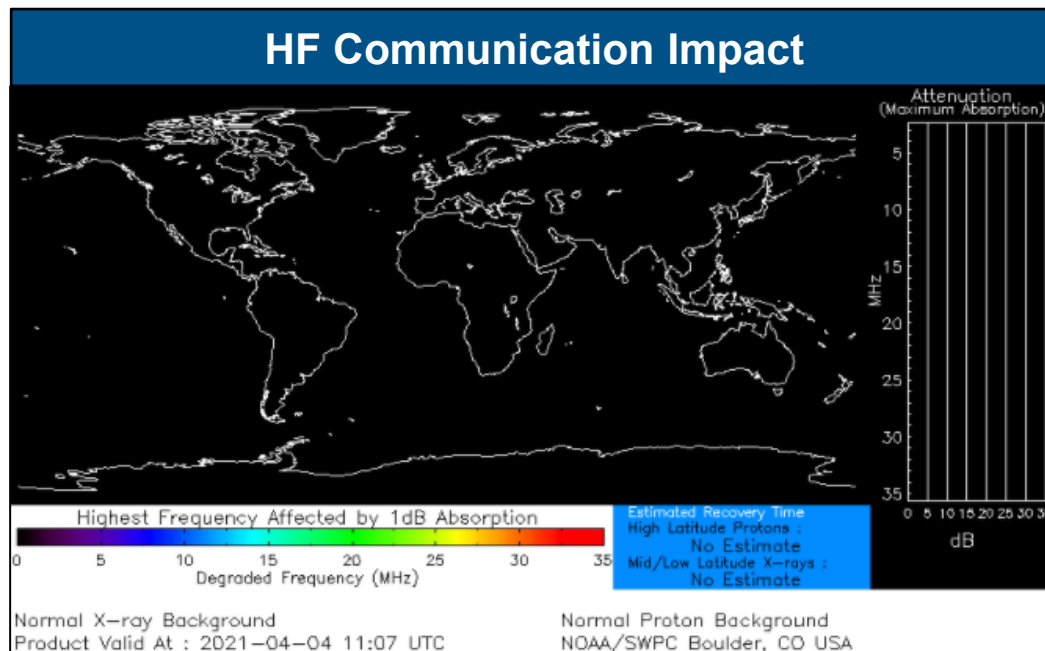 HF Communication Impact
Attenuation
(Maximum Absorption)
5
10
15
20
25
30
35
MHz
0 5 10 15 20 25 30 3
dB
Highest Frequency Affected by 1dB Absorption
0 5 10 15 20 25 30 35
Degraded Frequency (MHz)
Estimated Recovery Time
High Latitude Protons :
No Estimate
Mid/Low Latitude X-rays :
No Estimate
Normal X-ray Background
Normal Proton Background
Product Valid At : 2021-04-04 11:07 UTC
NOAA/SWPC Boulder, CO USA